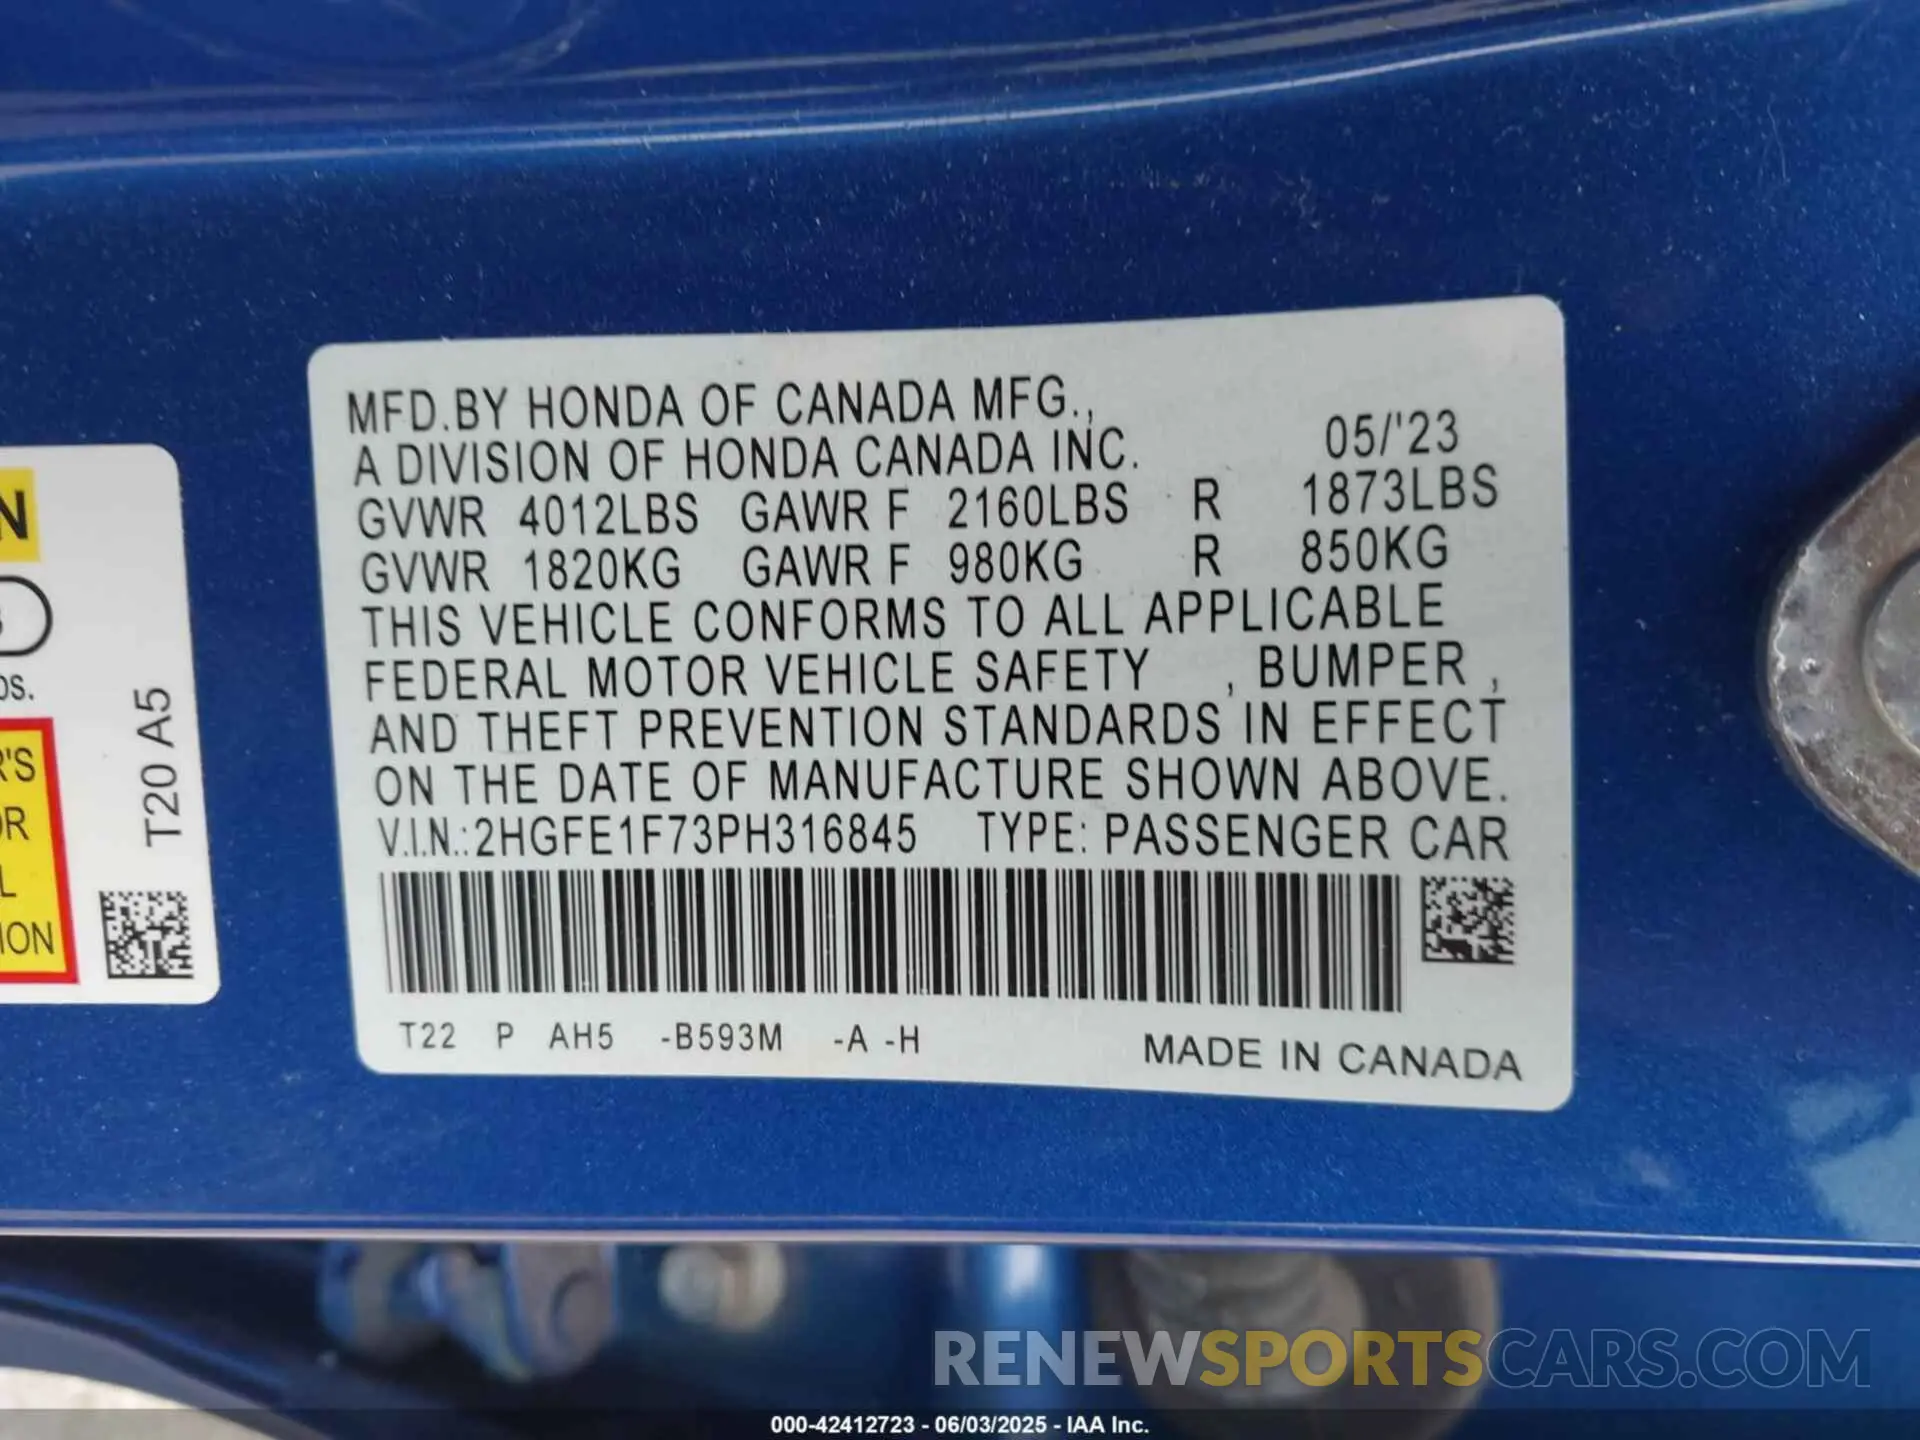 MFD.BY HONDA OF CANADA MFG.,
A DIVISION OF HONDA CANADA INC. 05/'23
GVWR 4012LBS GAWR F 2160LBS R 1873LBS
GVWR 1820KG GAWR F 980KG R 850KG
THIS VEHICLE CONFORMS TO ALL APPLICABLE
FEDERAL MOTOR VEHICLE SAFETY , BUMPER ,
AND THEFT PREVENTION STANDARDS IN EFFECT
ON THE DATE OF MANUFACTURE SHOWN ABOVE.
V.I.N.:2HGFE1F73PH316845 TYPE: PASSENGER CAR
T22 P AH5 -B593M -A -H MADE IN CANADA
T20 A5
RENEWSPORTSCARS.COM
000-42412723 - 06/03/2025 - IAA Inc.